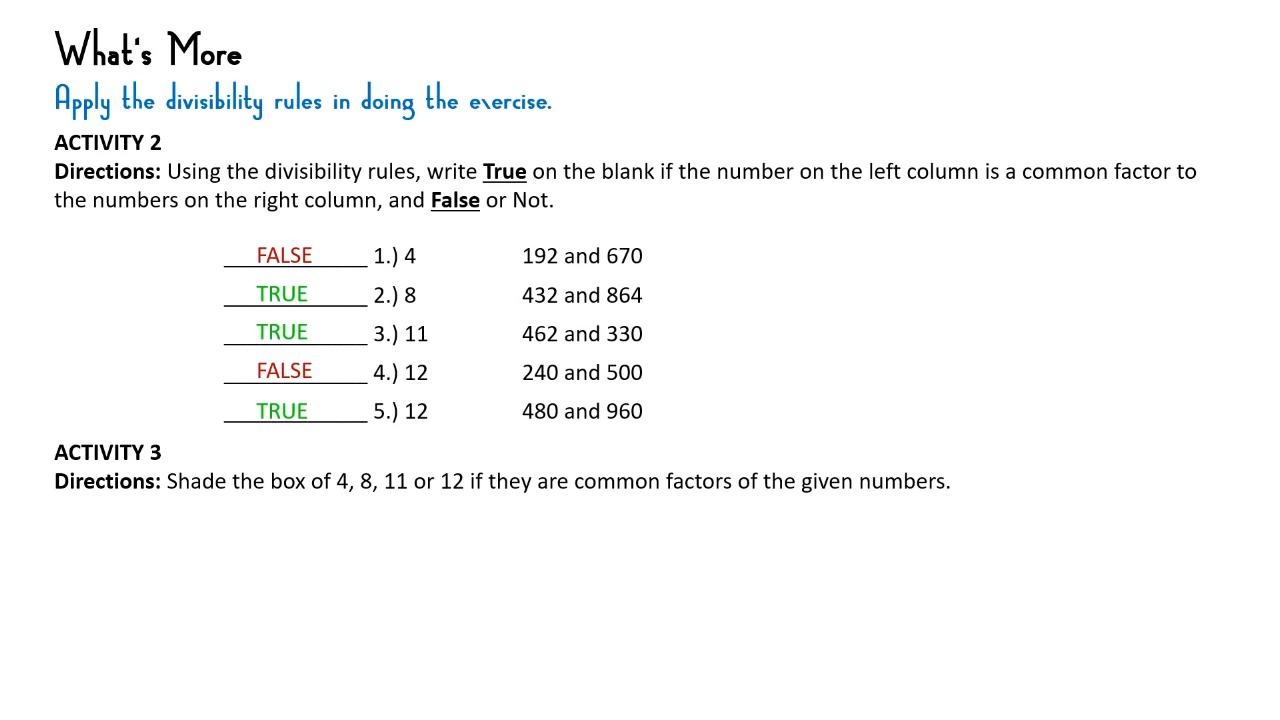 What's More
Apply the divisibility rules in doing the exercise.
ACTIVITY 2
Directions: Using the divisibility rules, write True on the blank if the number on the left column is a common factor to
the numbers on the right column, and False or Not.
FALSE 1.) 4 192 and 670
TRUE 2.) 8 432 and 864
TRUE 3.) 11 462 and 330
FALSE 4.) 12 240 and 500
TRUE 5.) 12 480 and 960
ACTIVITY 3
Directions: Shade the box of 4, 8, 11 or 12 if they are common factors of the given numbers.